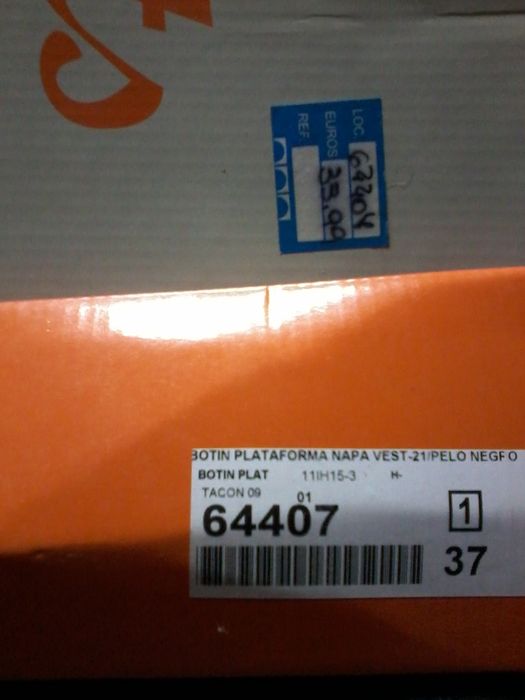 LOC.
64407
EUROS
39,99
REF.
BOTIN PLATAFORMA NAPA VEST-21/PELO NEGRO
BOTIN PLAT 11IH15-3 H-
TACON 09 01
64407
1
37